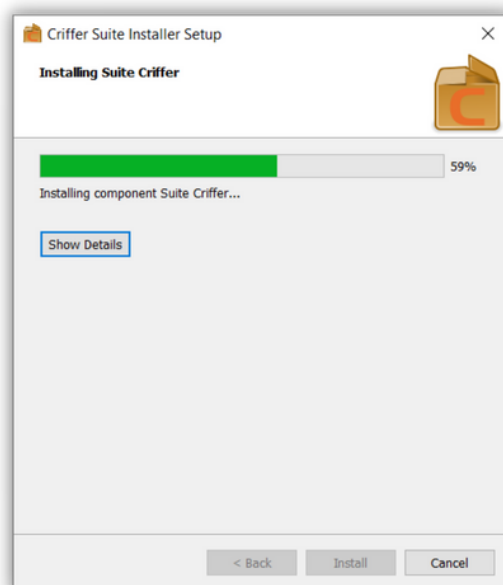 Criffer Suite Installer Setup
Installing Suite Criffer
C
59%
Installing component Suite Criffer...
Show Details
< Back Install Cancel